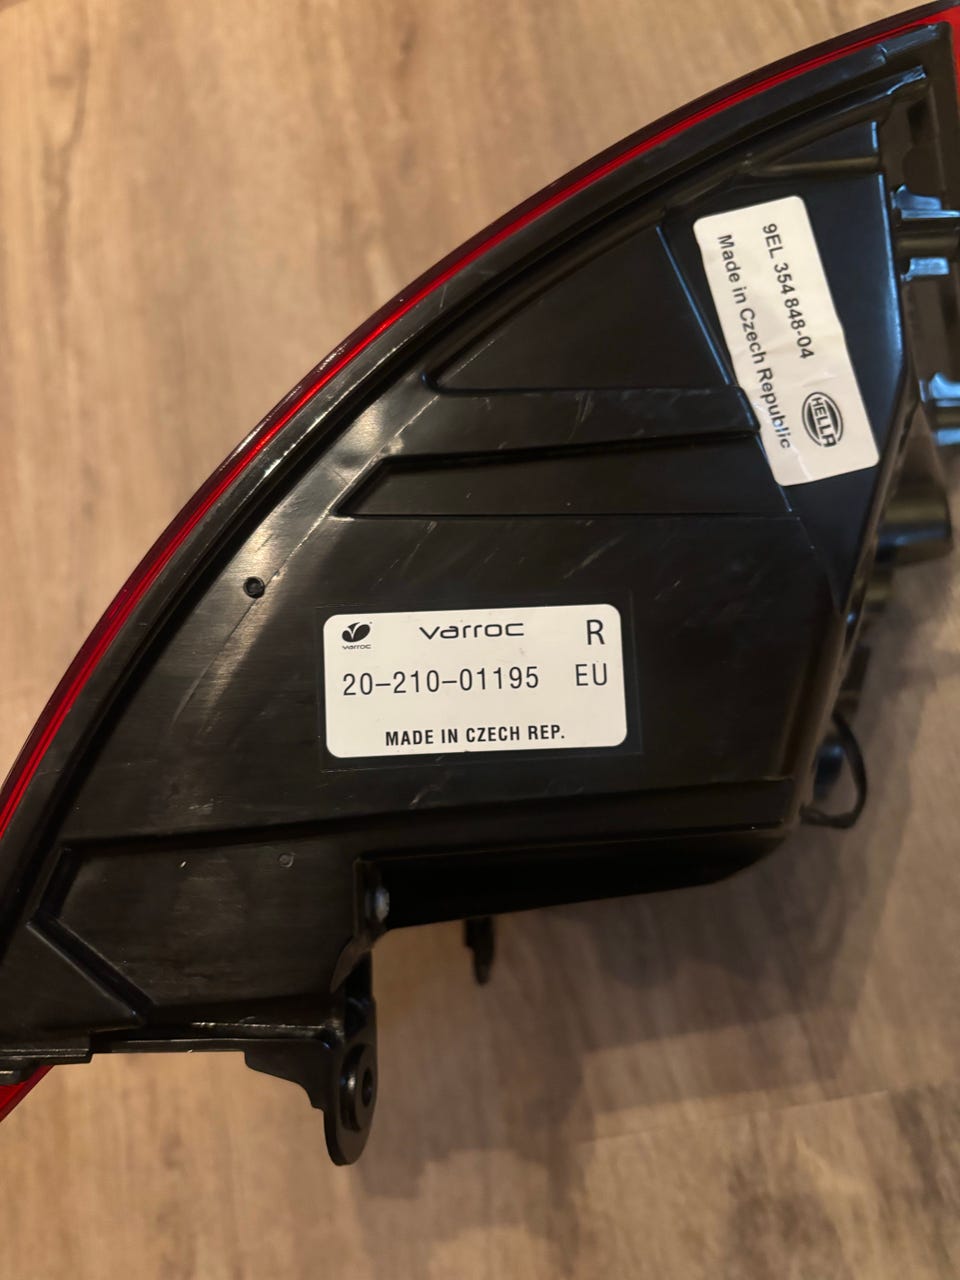 9EL 354 848-04
Made in Czech Republic
HELLA
varroc
varroc R
20-210-01195 EU
MADE IN CZECH REP.